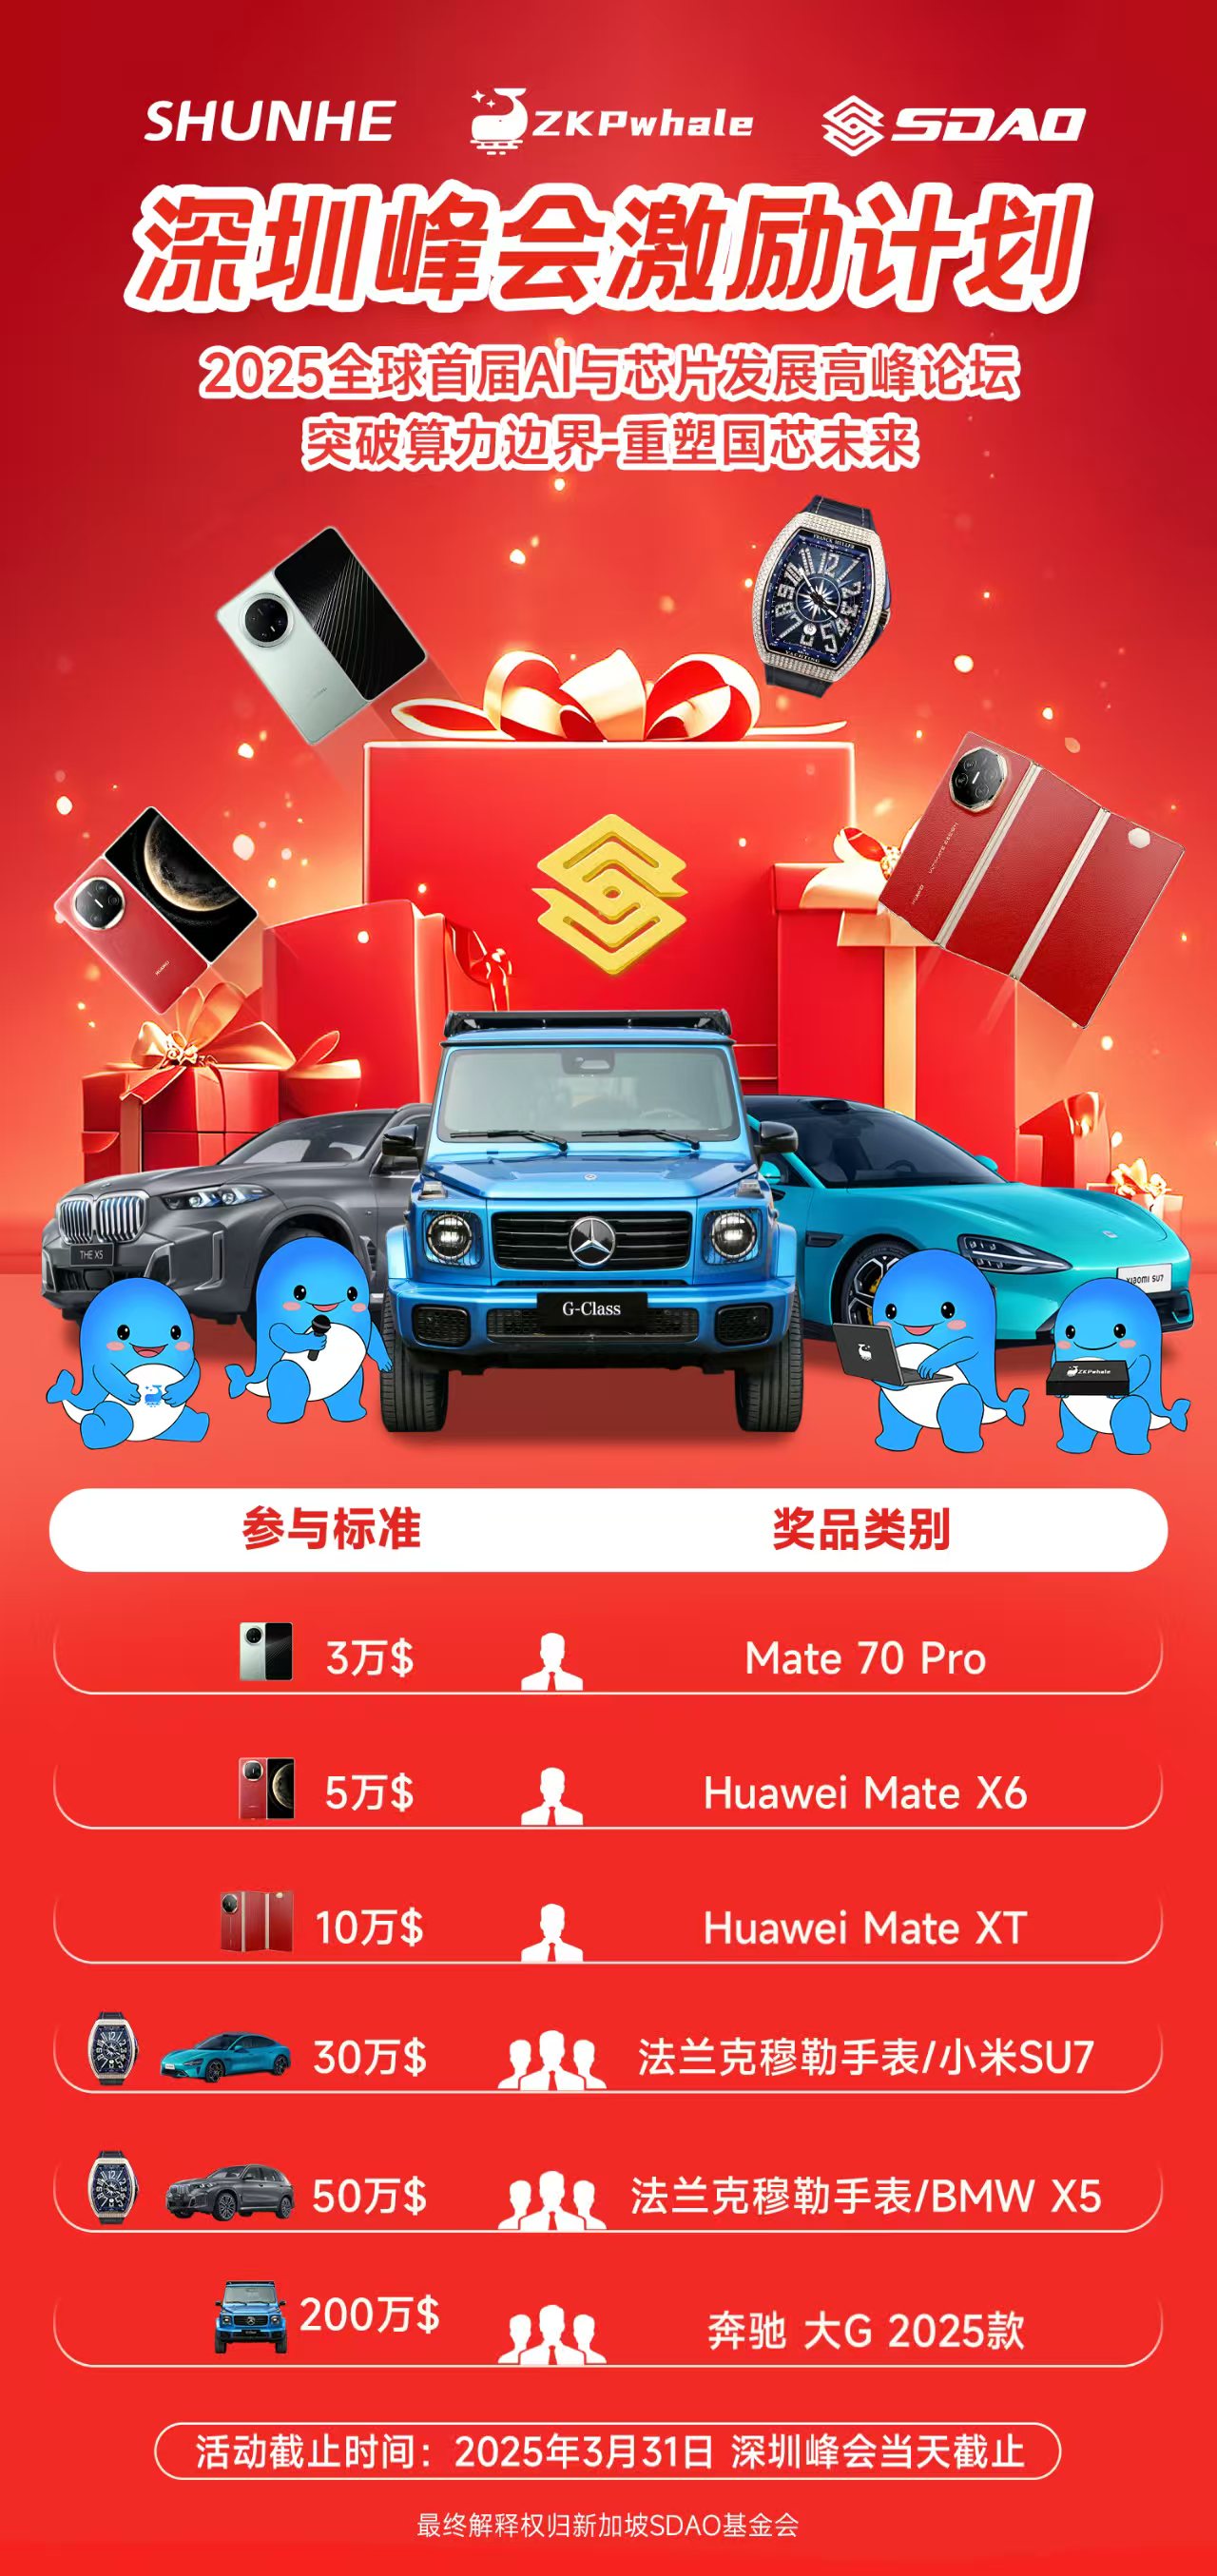 SHUNHE
ZKPwhale
SDAO
深圳峰会激励计划
2025全球首届AI与芯片发展高峰论坛
突破算力边界-重塑国芯未来
FRANCK MULLER
YACHTING
HUAWEI
THE X5
G-Class
XIAOMI SU7
ZKPwhale
参与标准 奖品类别
3万$ Mate 70 Pro
5万$ Huawei Mate X6
10万$ Huawei Mate XT
30万$ 法兰克穆勒手表/小米SU7
50万$ 法兰克穆勒手表/BMW X5
200万$ 奔驰 大G 2025款
活动截止时间：2025年3月31日 深圳峰会当天截止
最终解释权归新加坡SDAO基金会